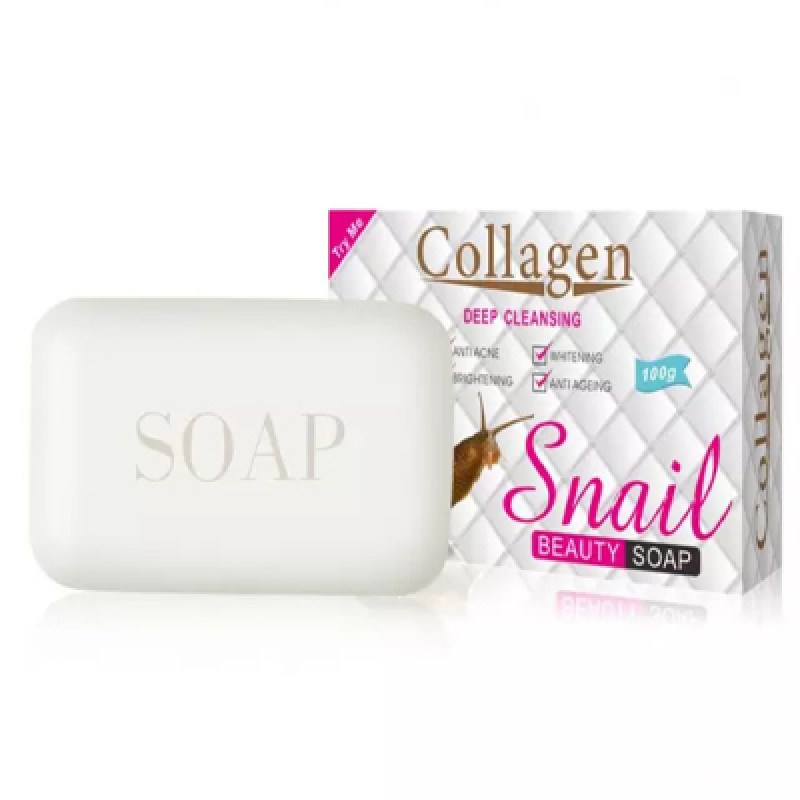 SOAP
Try Me
Collagen
DEEP CLEANSING
ANTI ACNE
WHITENING
BRIGHTENING
ANTI AGEING
100g
Snail
BEAUTY SOAP
Collagen